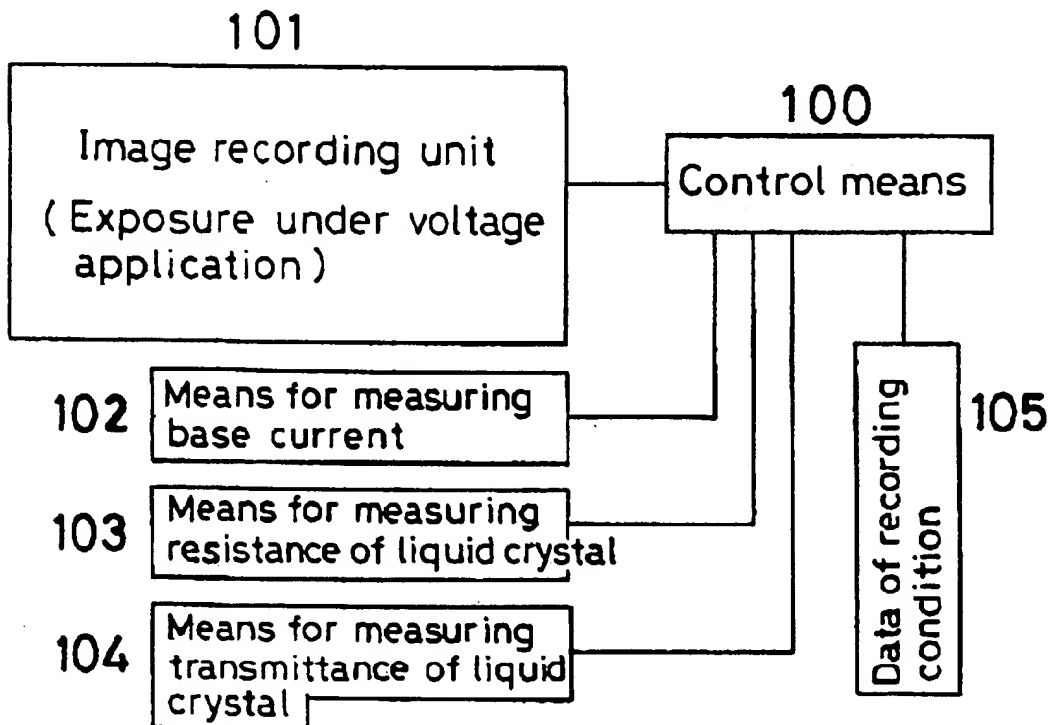 101
Image recording unit
(Exposure under voltage
application)
100
Control means
102
Means for measuring
base current
103
Means for measuring
resistance of liquid crystal
104
Means for measuring
transmittance of liquid
crystal
105
Data of recording
condition